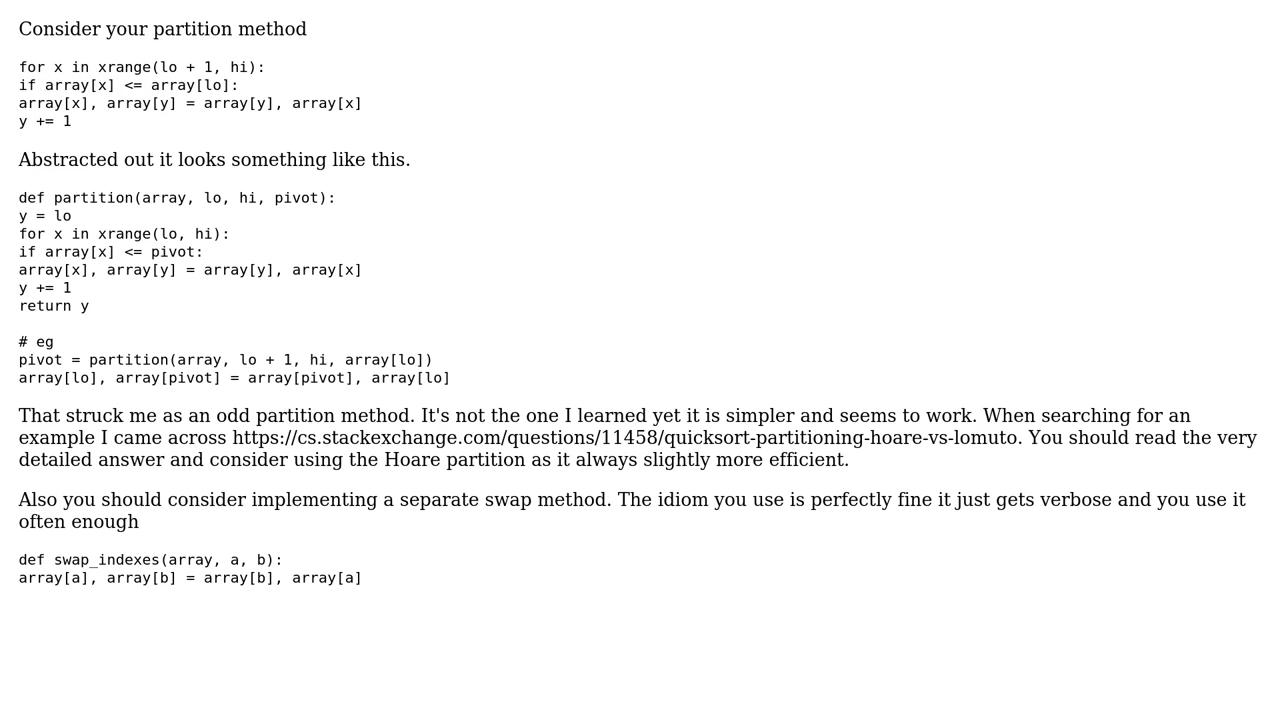 Consider your partition method
for x in xrange(lo + 1, hi):
if array[x] <= array[lo]:
array[x], array[y] = array[y], array[x]
y += 1
Abstracted out it looks something like this.
def partition(array, lo, hi, pivot):
y = lo
for x in xrange(lo, hi):
if array[x] <= pivot:
array[x], array[y] = array[y], array[x]
y += 1
return y
# eg
pivot = partition(array, lo + 1, hi, array[lo])
array[lo], array[pivot] = array[pivot], array[lo]
That struck me as an odd partition method. It's not the one I learned yet it is simpler and seems to work. When searching for an
example I came across https://cs.stackexchange.com/questions/11458/quicksort-partitioning-hoare-vs-lomuto. You should read the very
detailed answer and consider using the Hoare partition as it always slightly more efficient.
Also you should consider implementing a separate swap method. The idiom you use is perfectly fine it just gets verbose and you use it
often enough
def swap_indexes(array, a, b):
array[a], array[b] = array[b], array[a]